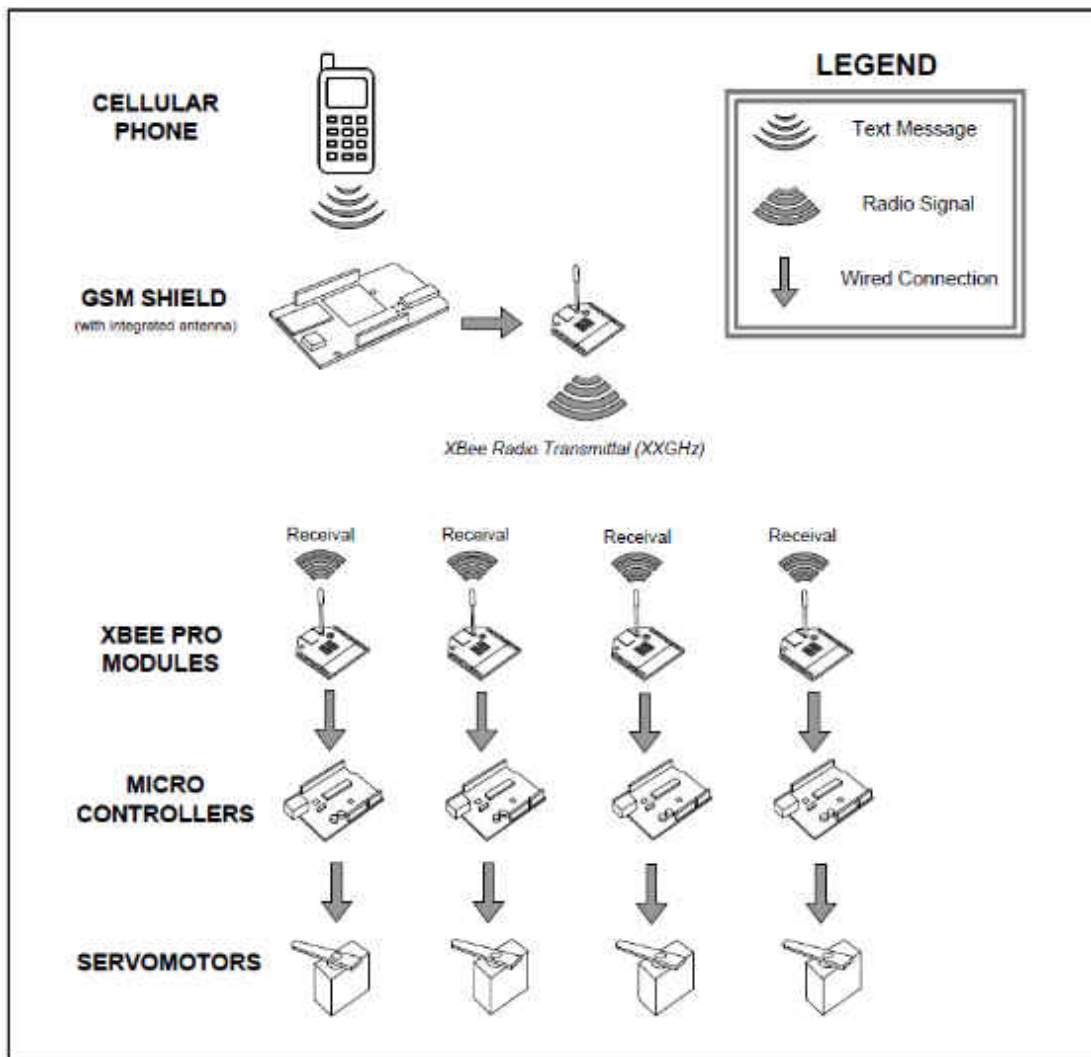 LEGEND
CELLULAR
PHONE
Text Message
Radio Signal
Wired Connection
GSM SHIELD
(with integrated antenna)
XBee Radio Transmittal (XXGHz)
Receival Receival Receival Receival
XBEE PRO
MODULES
MICRO
CONTROLLERS
SERVOMOTORS